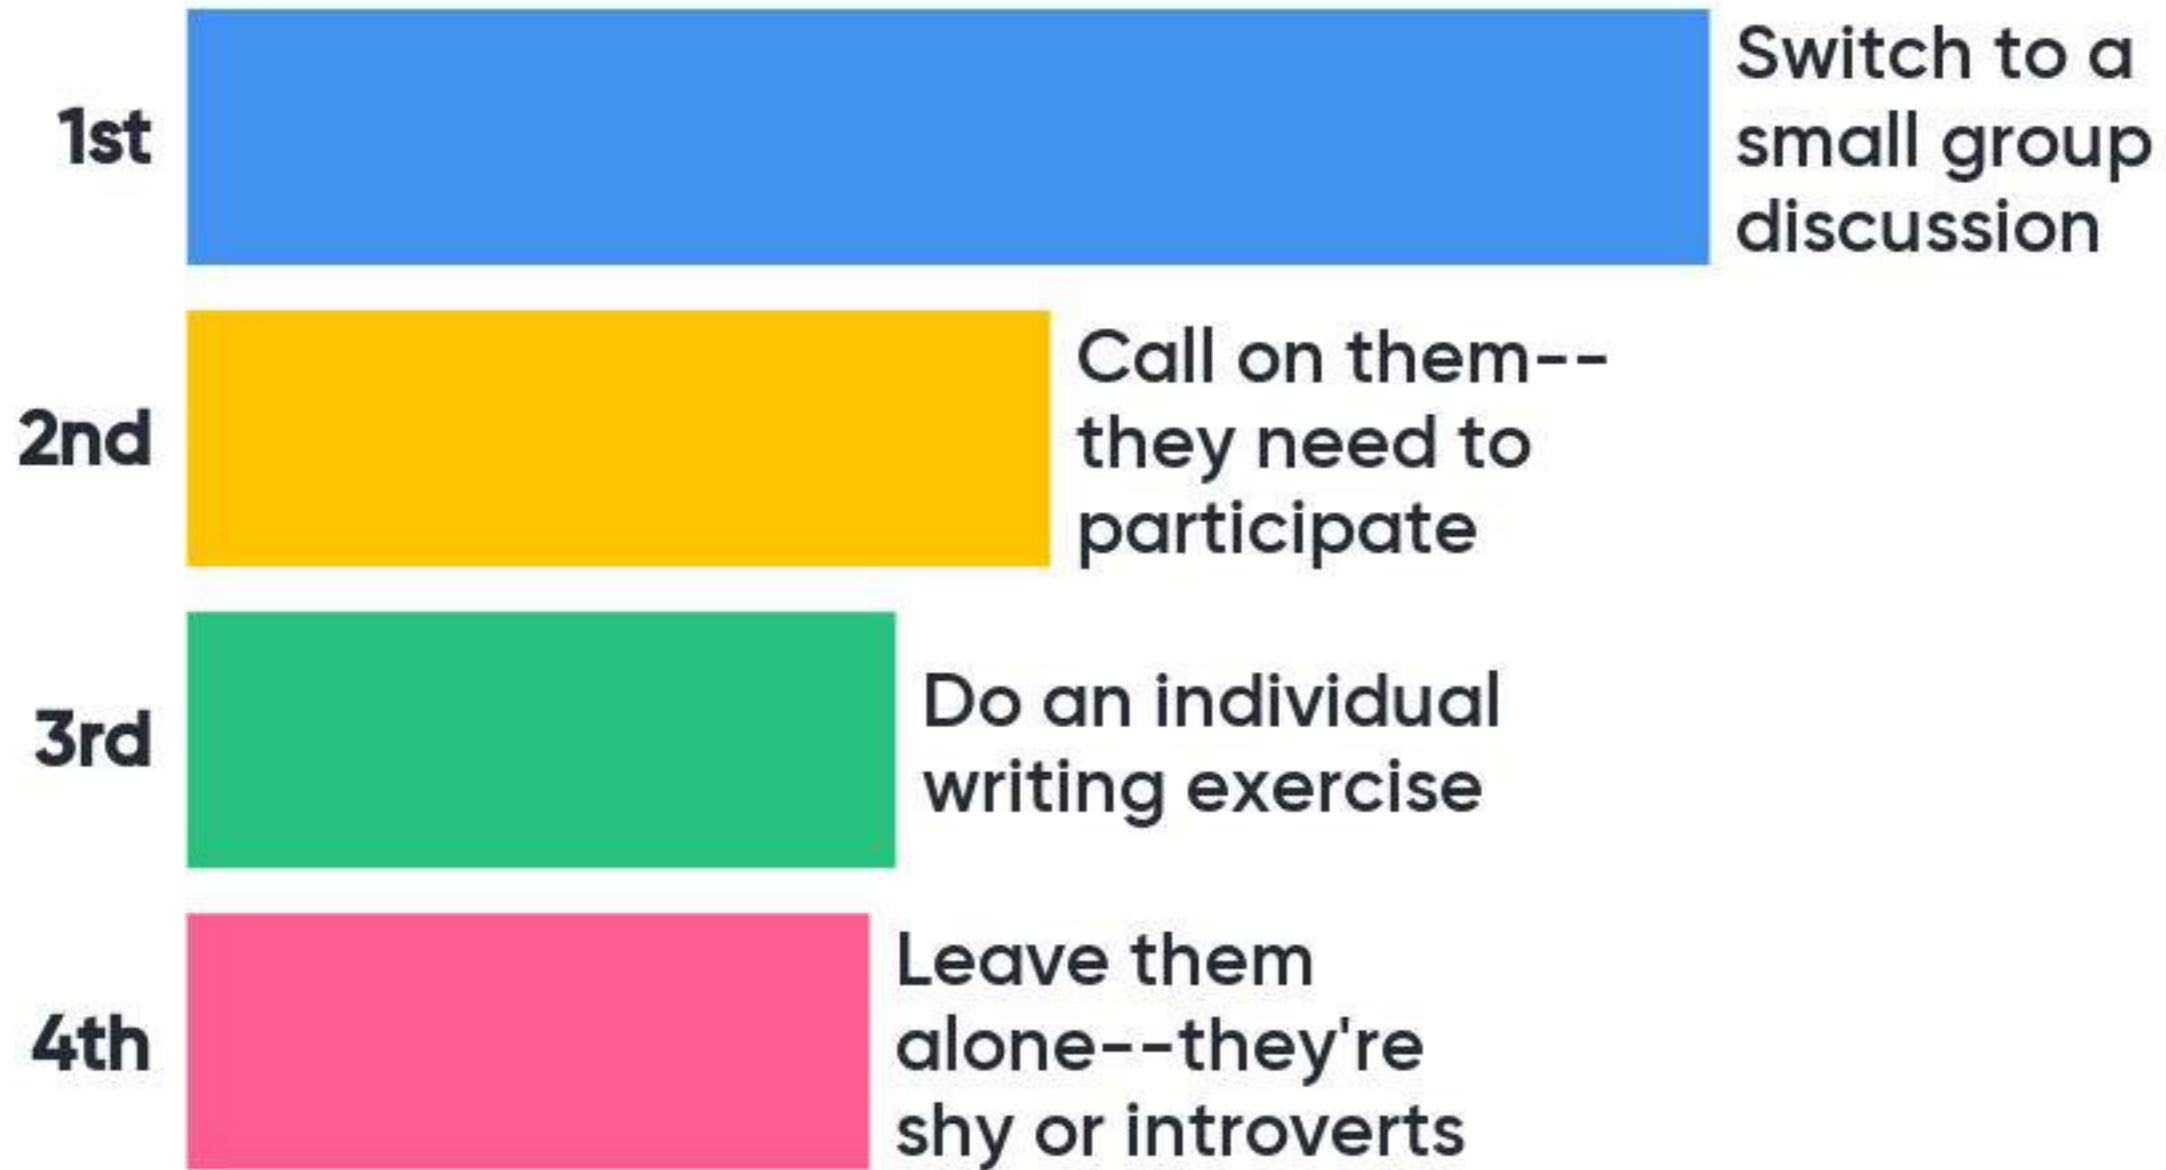 1st
Switch to a
small group
discussion
2nd
Call on them--
they need to
participate
3rd
Do an individual
writing exercise
4th
Leave them
alone--they're
shy or introverts